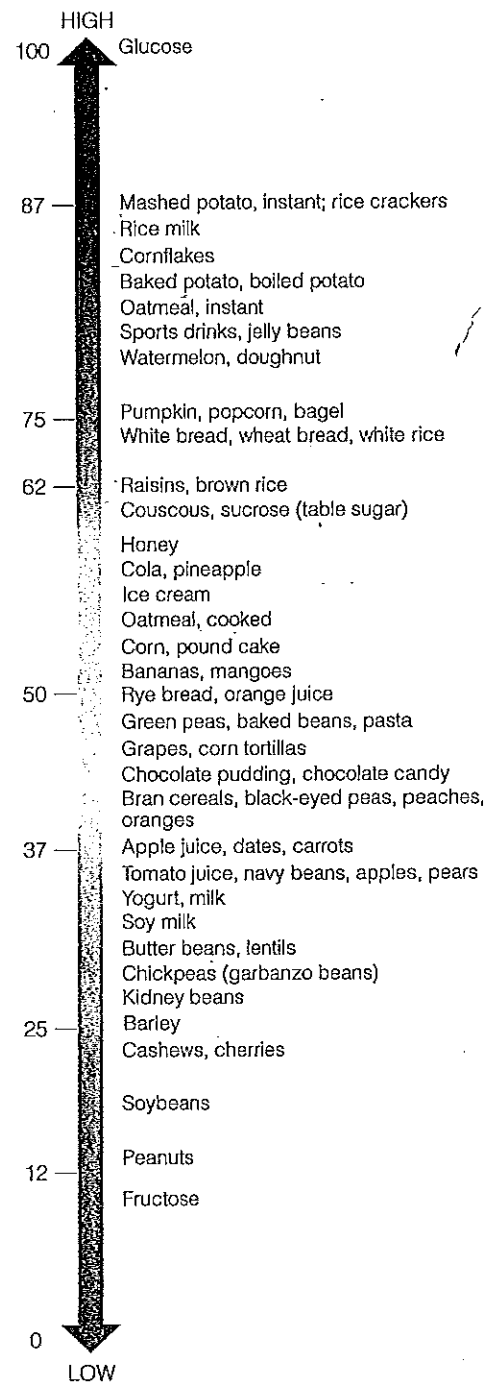 HIGH
100 Glucose
87 Mashed potato, instant; rice crackers
Rice milk
Cornflakes
Baked potato, boiled potato
Oatmeal, instant
Sports drinks, jelly beans
Watermelon, doughnut
75 Pumpkin, popcorn, bagel
White bread, wheat bread, white rice
62 Raisins, brown rice
Couscous, sucrose (table sugar)
Honey
Cola, pineapple
Ice cream
Oatmeal, cooked
Corn, pound cake
Bananas, mangoes
50 Rye bread, orange juice
Green peas, baked beans, pasta
Grapes, corn tortillas
Chocolate pudding, chocolate candy
Bran cereals, black-eyed peas, peaches,
oranges
37 Apple juice, dates, carrots
Tomato juice, navy beans, apples, pears
Yogurt, milk
Soy milk
Butter beans, lentils
Chickpeas (garbanzo beans)
Kidney beans
25 Barley
Cashews, cherries
Soybeans
12 Peanuts
Fructose
0
LOW